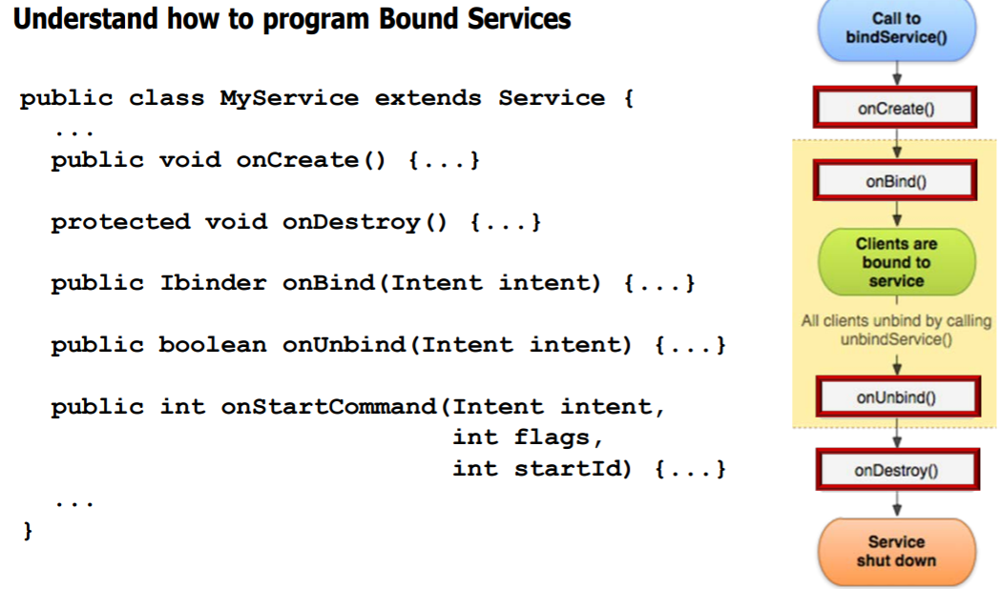 Understand how to program Bound Services
public class MyService extends Service {
...
public void onCreate() {...}
protected void onDestroy() {...}
public Ibinder onBind(Intent intent) {...}
public boolean onUnbind(Intent intent) {...}
public int onStartCommand(Intent intent,
int flags,
int startId) {...}
...
}
Call to
bindService()
onCreate()
onBind()
Clients are
bound to
service
All clients unbind by calling
unbindService()
onUnbind()
onDestroy()
Service
shut down